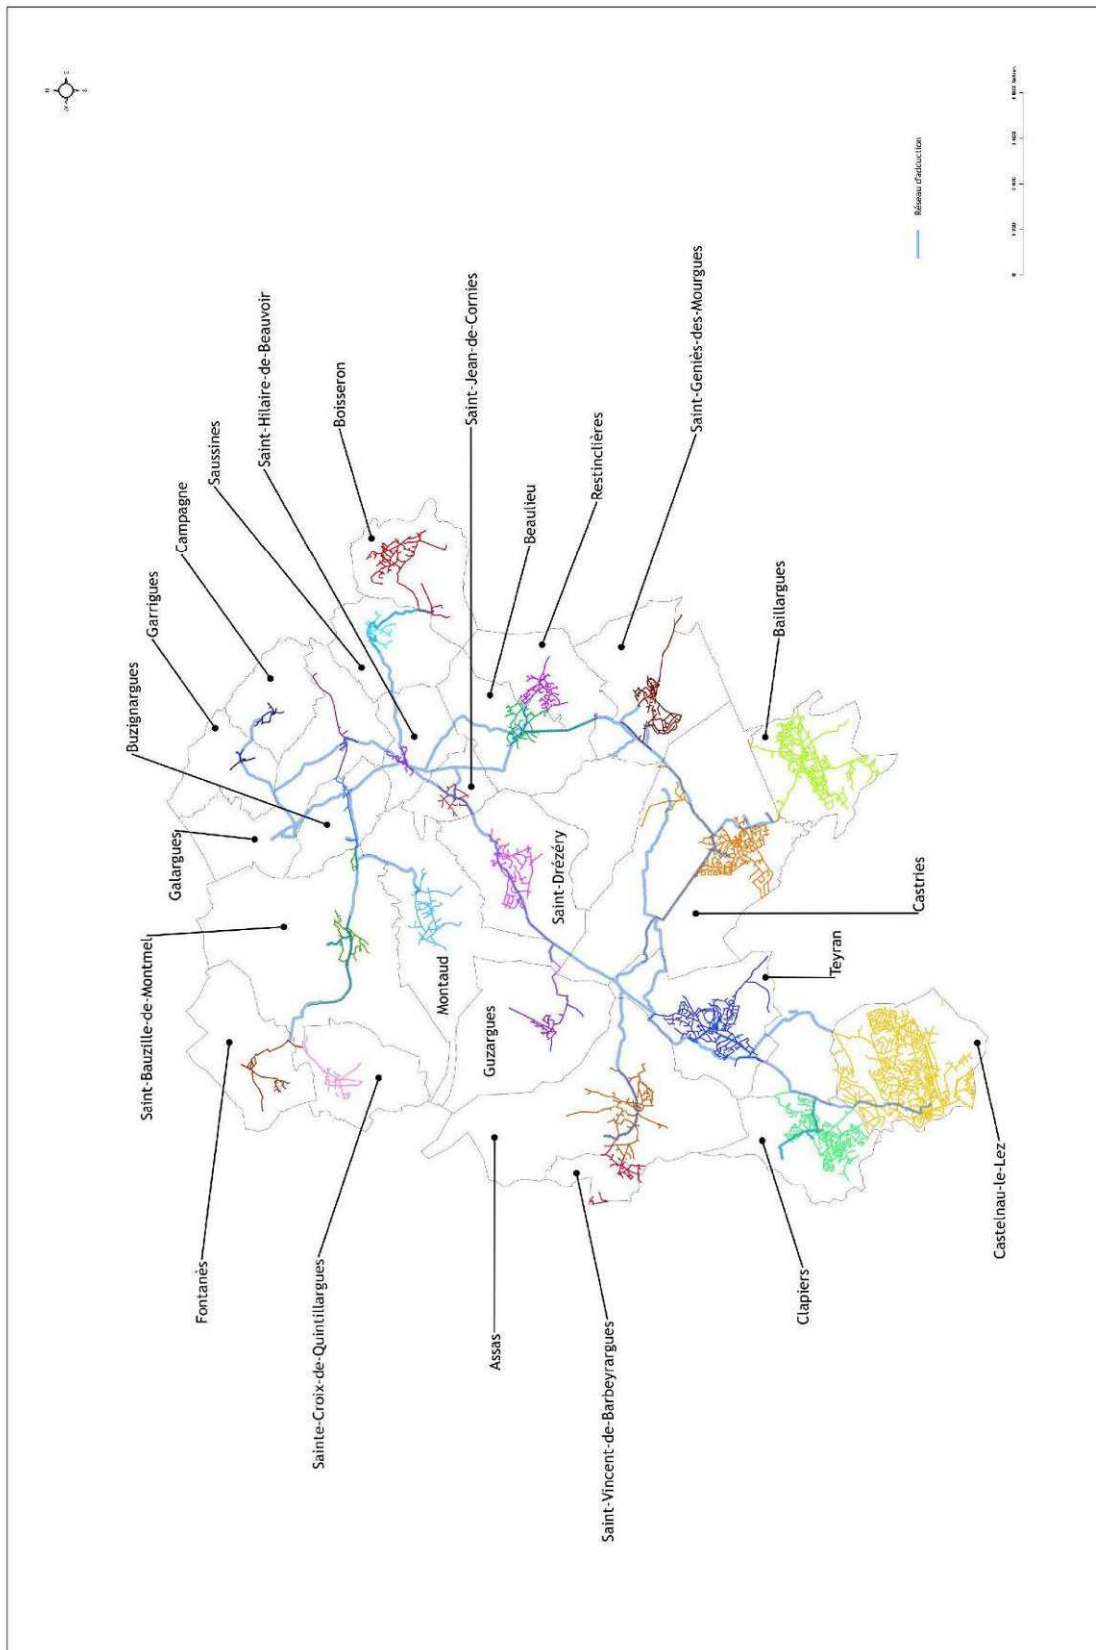 Fontanès
Saint-Bauzille-de-Montmel
Galargues
Buzignargues
Garrigues
Campagne
Saussines
Saint-Hilaire-de-Beauvoir
Boisseron
Sainte-Croix-de-Quintillargues
Montaud
Saint-Jean-de-Cornies
Assas
Guzargues
Beaulieu
Saint-Drézéry
Restinclières
Saint-Vincent-de-Barbeyrargues
Saint-Geniès-des-Mourgues
Baillargues
Clapiers
Teyran
Castries
Castelnau-le-Lez
Réseau d'adduction
0